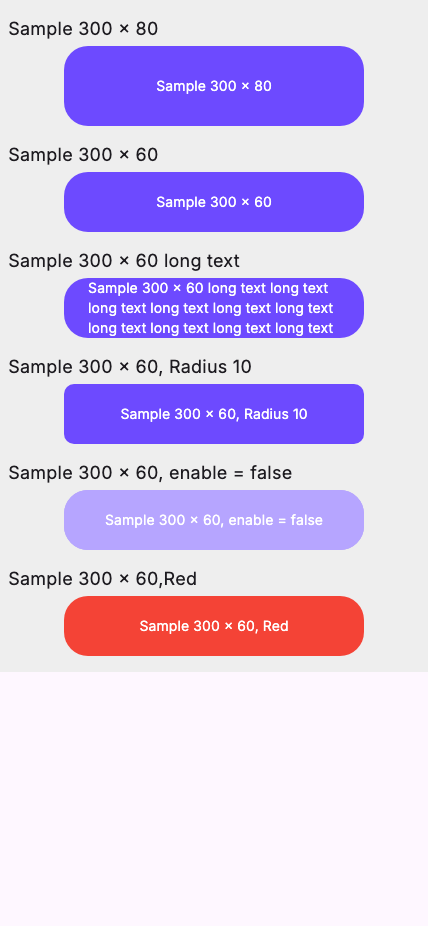 Sample 300 × 80
Sample 300 × 80
Sample 300 × 60
Sample 300 × 60
Sample 300 × 60 long text
Sample 300 × 60 long text long text
long text long text long text long text
long text long text long text long text
Sample 300 × 60, Radius 10
Sample 300 × 60, Radius 10
Sample 300 × 60, enable = false
Sample 300 × 60, enable = false
Sample 300 × 60,Red
Sample 300 × 60, Red